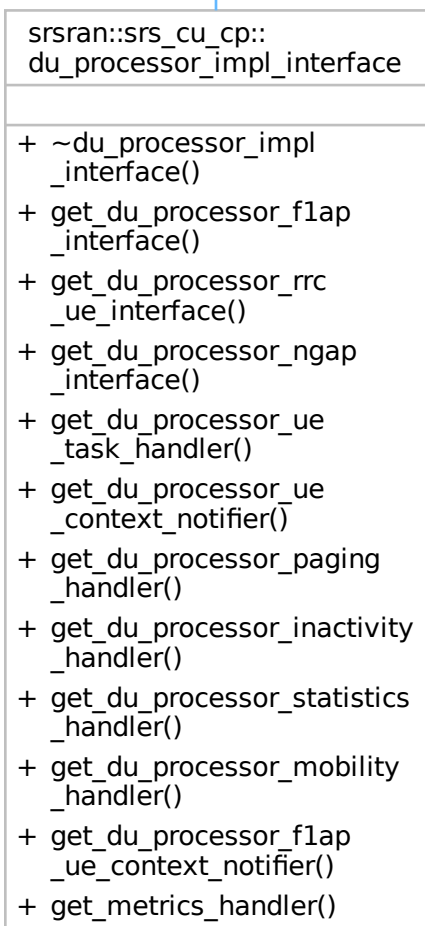 srsran::srs_cu_cp::
du_processor_impl_interface
+ ~du_processor_impl
_interface()
+ get_du_processor_f1ap
_interface()
+ get_du_processor_rrc
_ue_interface()
+ get_du_processor_ngap
_interface()
+ get_du_processor_ue
_task_handler()
+ get_du_processor_ue
_context_notifier()
+ get_du_processor_paging
_handler()
+ get_du_processor_inactivity
_handler()
+ get_du_processor_statistics
_handler()
+ get_du_processor_mobility
_handler()
+ get_du_processor_f1ap
_ue_context_notifier()
+ get_metrics_handler()